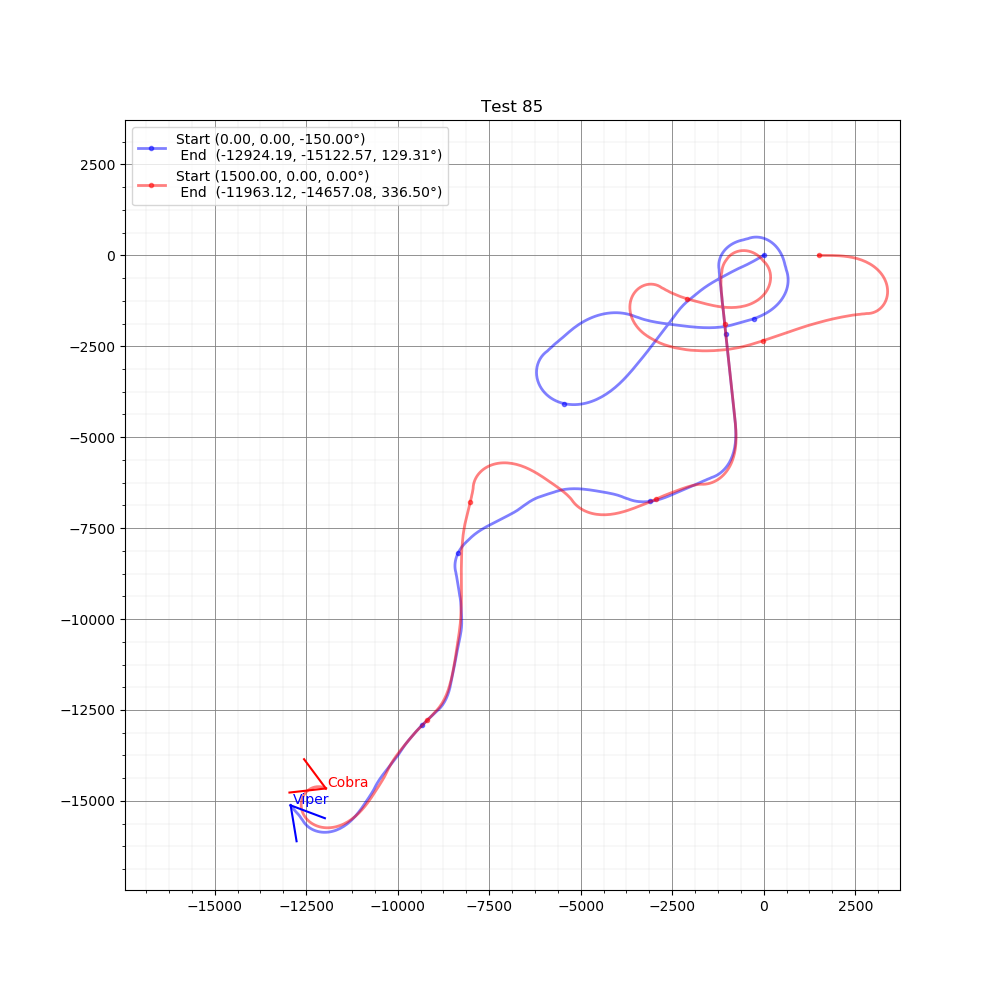 Test 85
Start (0.00, 0.00, -150.00°)
End (-12924.19, -15122.57, 129.31°)
Start (1500.00, 0.00, 0.00°)
End (-11963.12, -14657.08, 336.50°)
2500
0
−2500
−5000
−7500
−10000
−12500
−15000
Cobra
Viper
−15000 −12500 −10000 −7500 −5000 −2500 0 2500